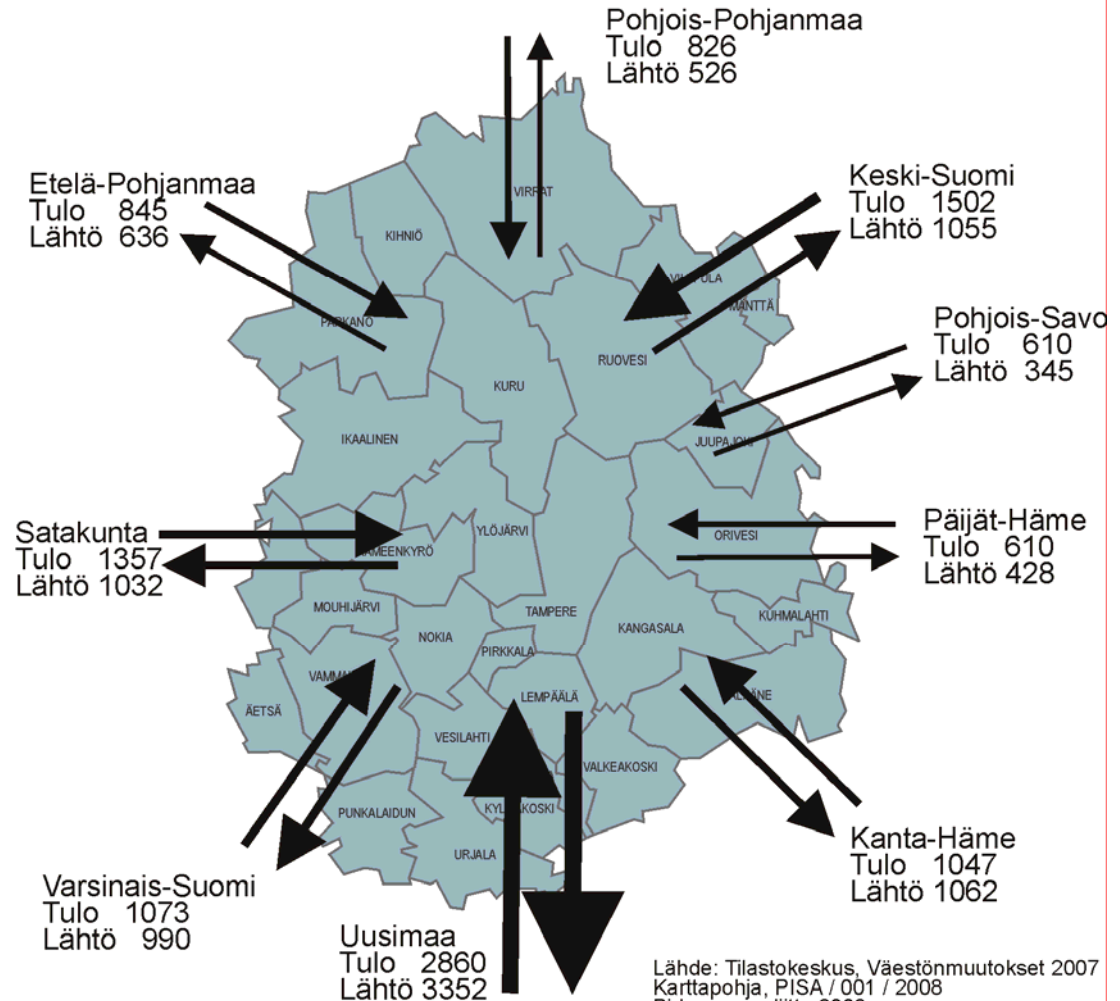 Pohjois-Pohjanmaa
Tulo 826
Lähtö 526
Etelä-Pohjanmaa
Tulo 845
Lähtö 636
Keski-Suomi
Tulo 1502
Lähtö 1055
Pohjois-Savo
Tulo 610
Lähtö 345
Satakunta
Tulo 1357
Lähtö 1032
Päijät-Häme
Tulo 610
Lähtö 428
Varsinais-Suomi
Tulo 1073
Lähtö 990
Uusimaa
Tulo 2860
Lähtö 3352
Kanta-Häme
Tulo 1047
Lähtö 1062
VIRRAT
KIHNIÖ
MÄNTTÄ
RUOVESI
KURU
IKAALINEN
JUUPAJOKI
YLÖJÄRVI
ORIVESI
MOUHIJÄRVI
NOKIA
TAMPERE
PIRKKALA
KANGASALA
KUHMALAHTI
LEMPÄÄLÄ
ÄETSÄ
VESILAHTI
VALKEAKOSKI
PUNKALAIDUN
URJALA
Lähde: Tilastokeskus, Väestönmuutokset 2007
Karttapohja, PISA / 001 / 2008